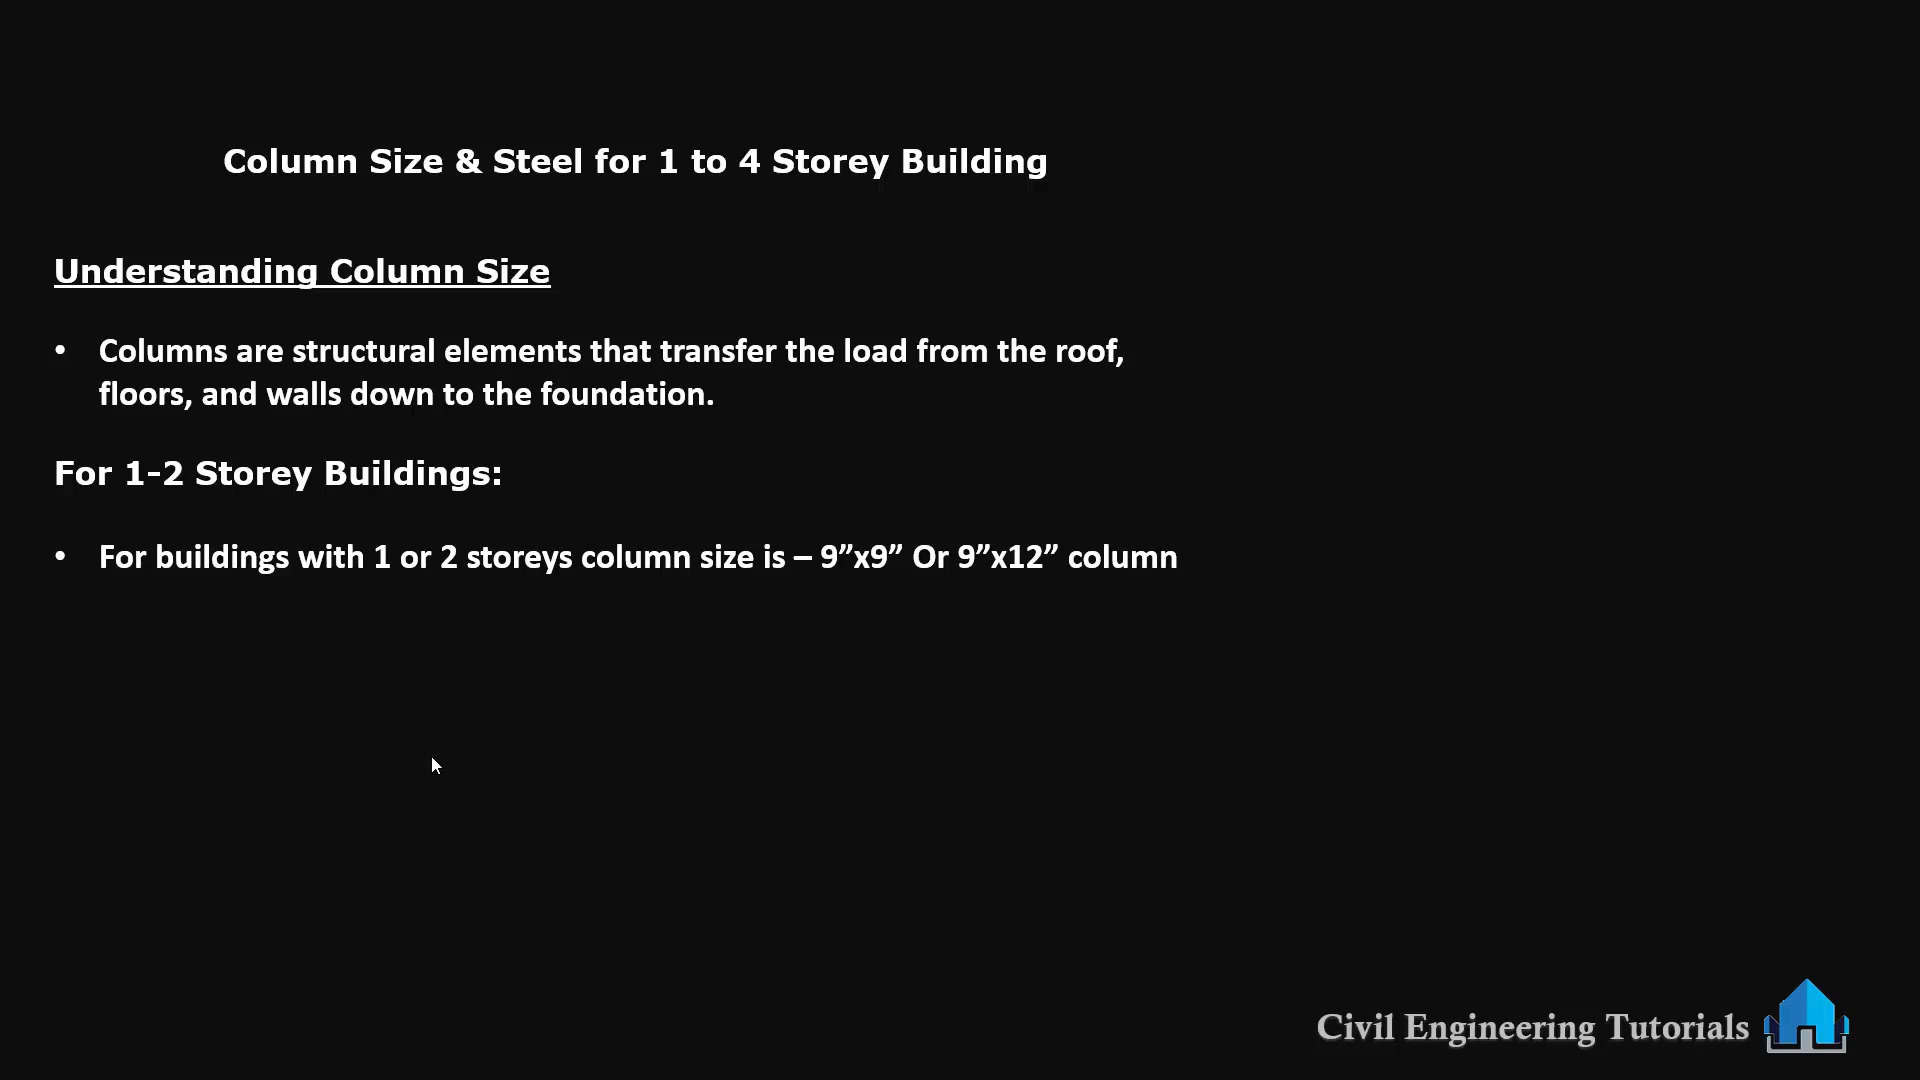 Column Size & Steel for 1 to 4 Storey Building
Understanding Column Size
• Columns are structural elements that transfer the load from the roof,
floors, and walls down to the foundation.
For 1-2 Storey Buildings:
• For buildings with 1 or 2 storeys column size is – 9”x9” Or 9”x12” column
Civil Engineering Tutorials